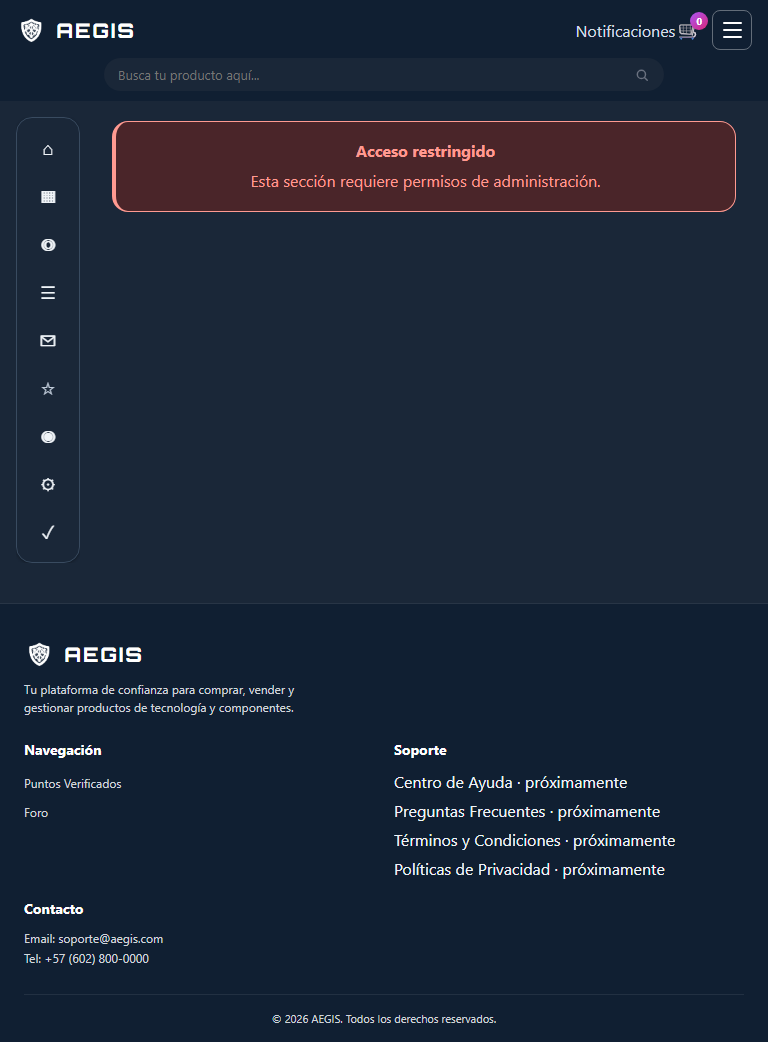 AEGIS
Notificaciones
0
Busca tu producto aquí...
Acceso restringido
Esta sección requiere permisos de administración.
AEGIS
Tu plataforma de confianza para comprar, vender y
gestionar productos de tecnología y componentes.
Navegación
Puntos Verificados
Foro
Soporte
Centro de Ayuda · próximamente
Preguntas Frecuentes · próximamente
Términos y Condiciones · próximamente
Políticas de Privacidad · próximamente
Contacto
Email: soporte@aegis.com
Tel: +57 (602) 800-0000
© 2026 AEGIS. Todos los derechos reservados.